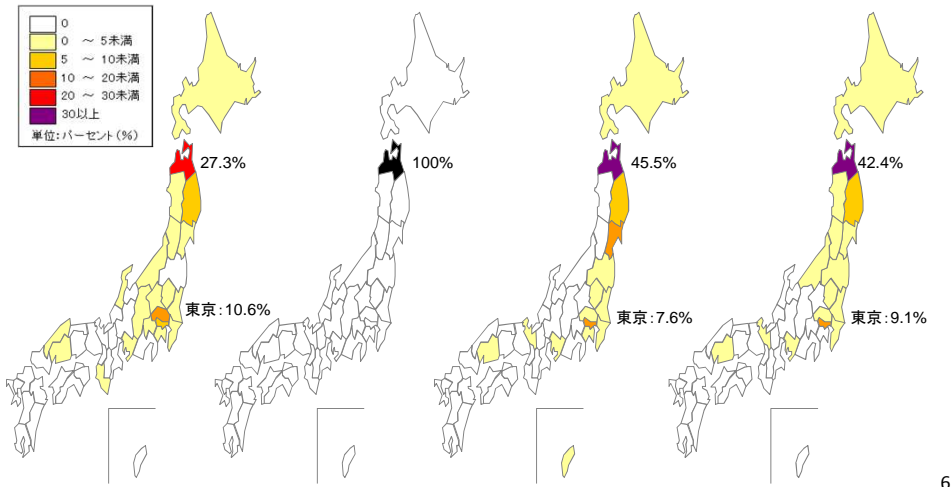 0
0 ～ 5未満
5 ～ 10未満
10 ～ 20未満
20 ～ 30未満
30以上
単位:パーセント(%)
27.3%
100%
45.5%
42.4%
東京:10.6%
東京:7.6%
東京:9.1%
6